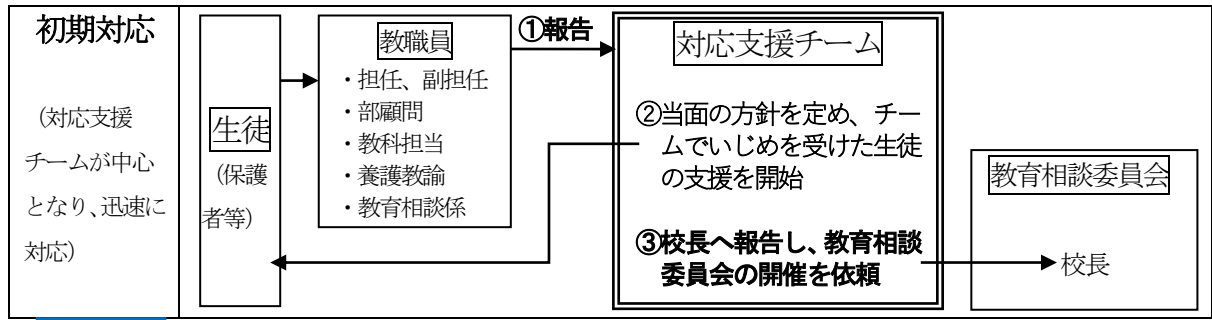 初期対応
（対応支援
チームが中心
となり、迅速に
対応）
生徒
（保護
者等）
教職員
・担任、副担任
・部顧問
・教科担当
・養護教諭
・教育相談係
①報告
対応支援チーム
②当面の方針を定め、チー
ムでいじめを受けた生徒
の支援を開始
③校長へ報告し、教育相談
委員会の開催を依頼
教育相談委員会
校長